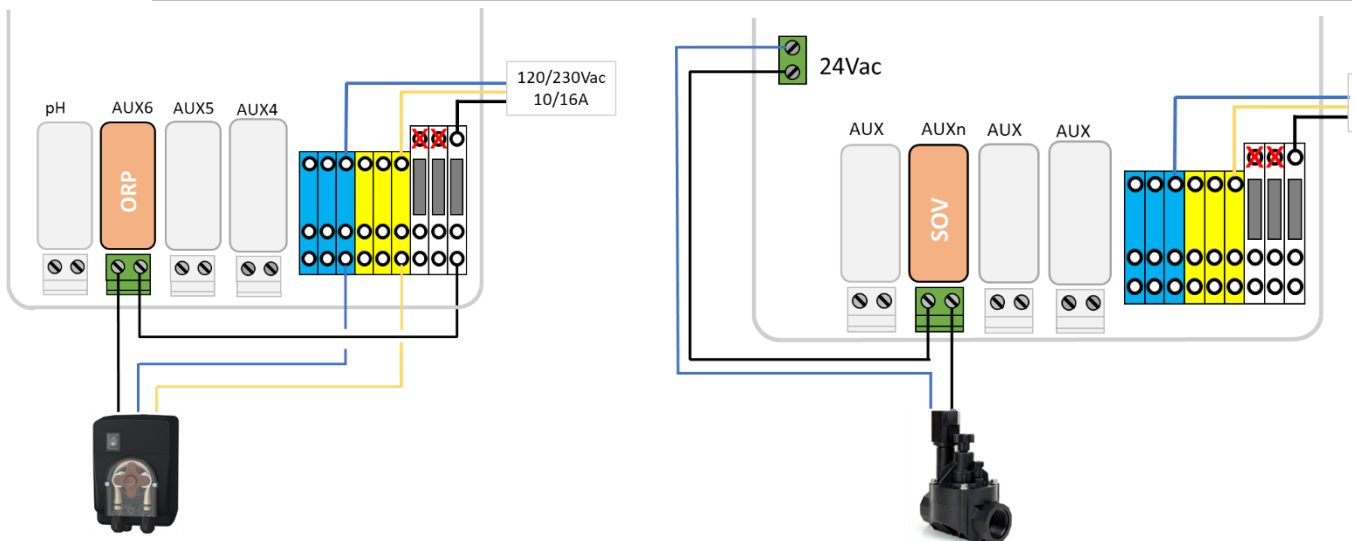 120/230Vac
10/16A
pH AUX6 AUX5 AUX4
ORP
24Vac
AUX AUXn AUX AUX
SOV